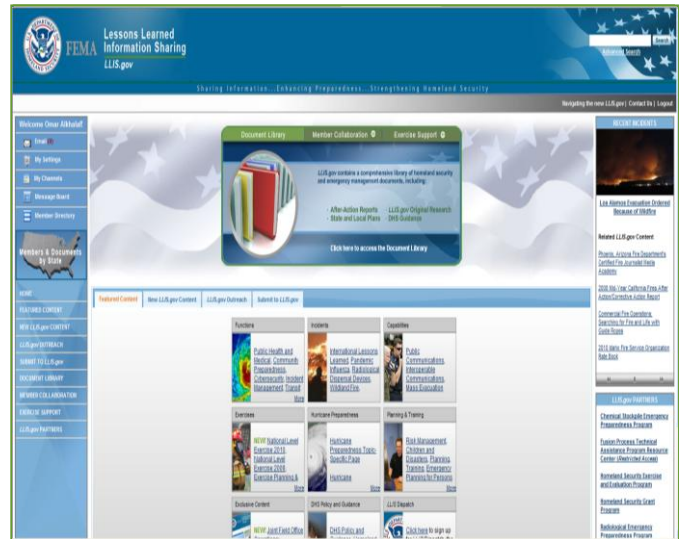 FEMA
Lessons Learned
Information Sharing
LLIS.gov
Search
Advanced Search
Sharing Information...Enhancing Preparedness...Strengthening Homeland Security
Navigating the new LLIS.gov | Contact Us | Logout
Welcome Omar Alkhalaf
Email
My Settings
My Channels
Message Board
Member Directory
Members & Documents
by State
HOME
FEATURED CONTENT
NEW LLIS.gov CONTENT
LLIS.gov OUTREACH
SUBMIT TO LLIS.gov
DOCUMENT LIBRARY
MEMBER COLLABORATION
EXERCISE SUPPORT
LLIS.gov PARTNERS
Document Library
Member Collaboration
Exercise Support
LLIS.gov contains a comprehensive library of homeland security
and emergency management documents, including:
· After-Action Reports · LLIS.gov Original Research
· State and Local Plans · DHS Guidance
Click here to access the Document Library
Featured Content
New LLIS.gov Content
LLIS.gov Outreach
Submit to LLIS.gov
Functions
Public Health and
Medical, Community
Preparedness,
Cybersecurity, Incident
Management, Transit
More
Incidents
International Lessons
Learned, Pandemic
Influenza, Radiological
Dispersal Devices,
Wildland Fire,
Capabilities
Public
Communications,
Interoperable
Communications,
Mass Evacuation
Exercises
NEW! National Level
Exercise 2010,
National Level
Exercise 2009,
Exercise Planning &
More
Hurricane Preparedness
Hurricane
Preparedness Topic-
Specific Page
Hurricane
More
Planning & Training
Risk Management,
Children and
Disasters, Planning,
Training, Emergency
Planning for Persons
More
Exclusive Content
NEW! Joint Field Office
DHS Policy and Guidance
DHS Policy and
LLIS Dispatch
Click here to sign up
RECENT INCIDENTS
Los Alamos Evacuation Ordered
Because of Wildfire
Related LLIS.gov Content
Phoenix, Arizona Fire Department's
Certified Fire Journalist Media
Academy
2008 Mid-Year California Fires After
Action/Corrective Action Report
Commercial Fire Operations,
Searching for Fire and Life with
Guide Ropes
2010 Idaho Fire Service Organization
Rate Book
LLIS.gov PARTNERS
Chemical Stockpile Emergency
Preparedness Program
Fusion Process Technical
Assistance Program Resource
Center (Restricted Access)
Homeland Security Exercise
and Evaluation Program
Homeland Security Grant
Program
Radiological Emergency
Preparedness Program